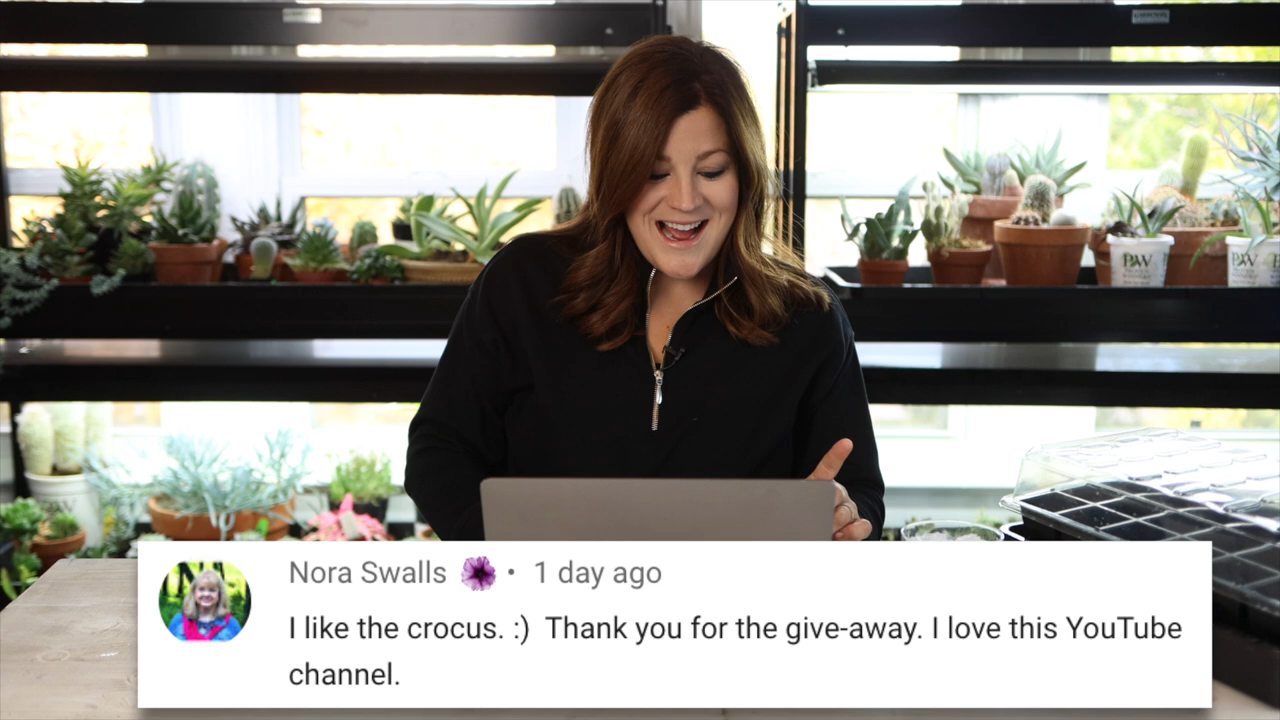 Nora Swalls • 1 day ago
I like the crocus. :) Thank you for the give-away. I love this YouTube
channel.
PW
PW